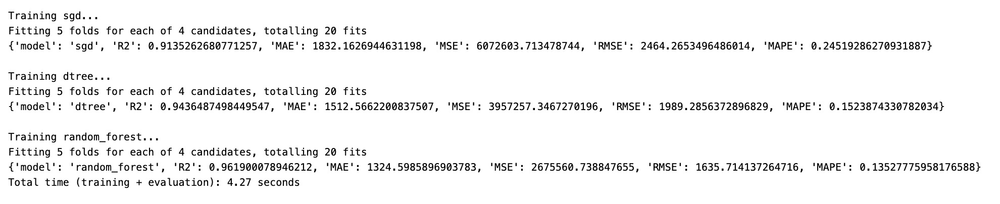 Training sgd...
Fitting 5 folds for each of 4 candidates, totalling 20 fits
{'model': 'sgd', 'R2': 0.9135262680771257, 'MAE': 1832.1626944631198, 'MSE': 6072603.713478744, 'RMSE': 2464.2653496486014, 'MAPE': 0.24519286270931887}
Training dtree...
Fitting 5 folds for each of 4 candidates, totalling 20 fits
{'model': 'dtree', 'R2': 0.9436487498449547, 'MAE': 1512.5662200837507, 'MSE': 3957257.3467270196, 'RMSE': 1989.2856372896829, 'MAPE': 0.1523874330782034}
Training random_forest...
Fitting 5 folds for each of 4 candidates, totalling 20 fits
{'model': 'random_forest', 'R2': 0.961900078946212, 'MAE': 1324.5985896903783, 'MSE': 2675560.738847655, 'RMSE': 1635.714137264716, 'MAPE': 0.13527775958176588}
Total time (training + evaluation): 4.27 seconds